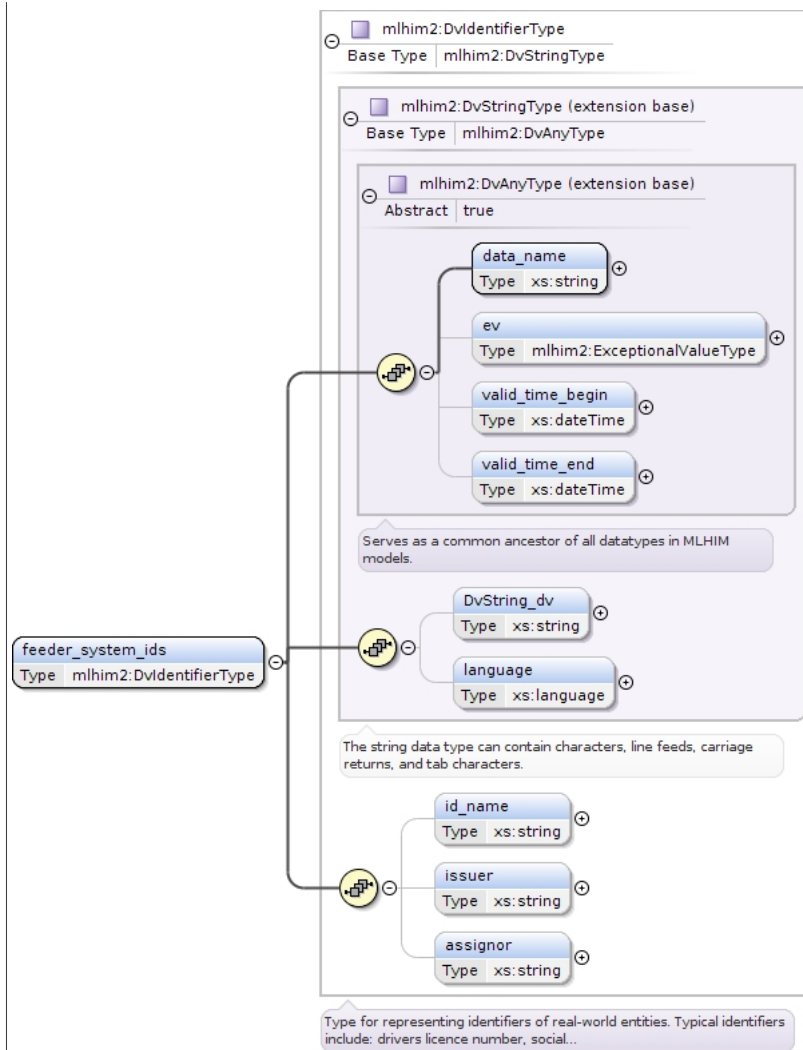 mlhim2:DvIdentifierType
Base Type mlhim2:DvStringType
mlhim2:DvStringType (extension base)
Base Type mlhim2:DvAnyType
mlhim2:DvAnyType (extension base)
Abstract true
data_name
Type xs:string
ev
Type mlhim2:ExceptionalValueType
valid_time_begin
Type xs:dateTime
valid_time_end
Type xs:dateTime
Serves as a common ancestor of all datatypes in MLHIM
models.
DvString_dv
Type xs:string
feeder_system_ids
Type mlhim2:DvIdentifierType
language
Type xs:language
The string data type can contain characters, line feeds, carriage
returns, and tab characters.
id_name
Type xs:string
issuer
Type xs:string
assignor
Type xs:string
Type for representing identifiers of real-world entities. Typical identifiers
include: drivers licence number, social...